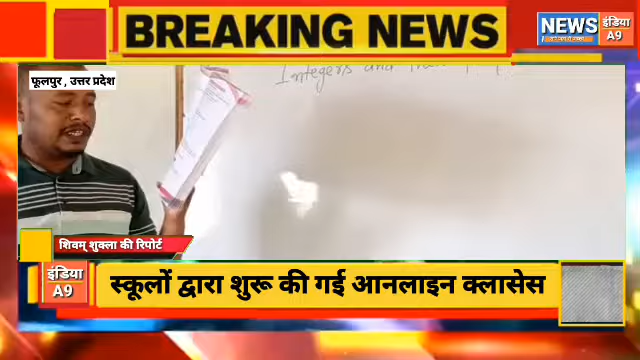 BREAKING NEWS
NEWS
इंडिया
A9
फूलपुर , उत्तर प्रदेश
Integers and
शिवम् शुक्ला की रिपोर्ट
इंडिया
A9
स्कूलों द्वारा शुरू की गई आनलाइन क्लासेस